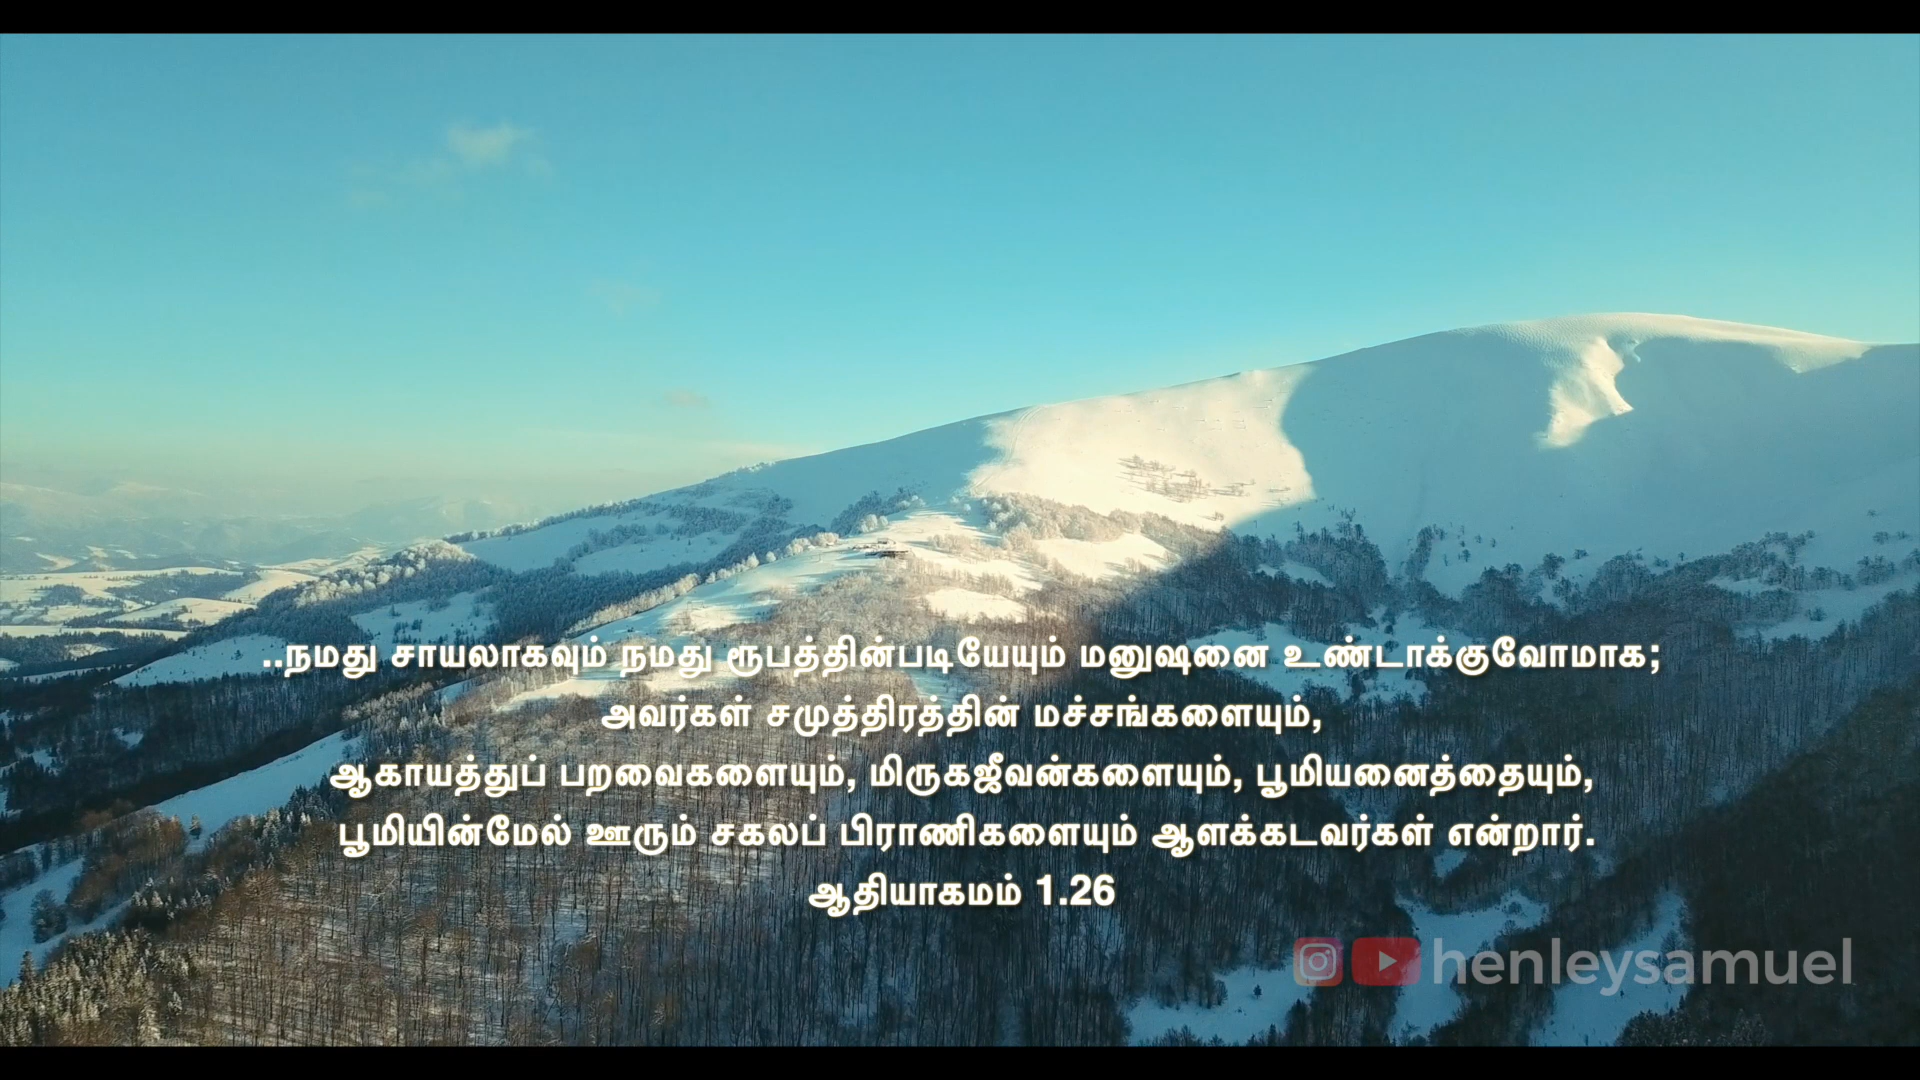 ..நமது சாயலாகவும் நமது ரூபத்தின்படியேயும் மனுஷனை உண்டாக்குவோமாக;
அவர்கள் சமுத்திரத்தின் மச்சங்களையும்,
ஆகாயத்துப் பறவைகளையும், மிருகஜீவன்களையும், பூமியனைத்தையும்,
பூமியின்மேல் ஊரும் சகலப் பிராணிகளையும் ஆளக்கடவர்கள் என்றார்.
ஆதியாகமம் 1.26
henleysamuel